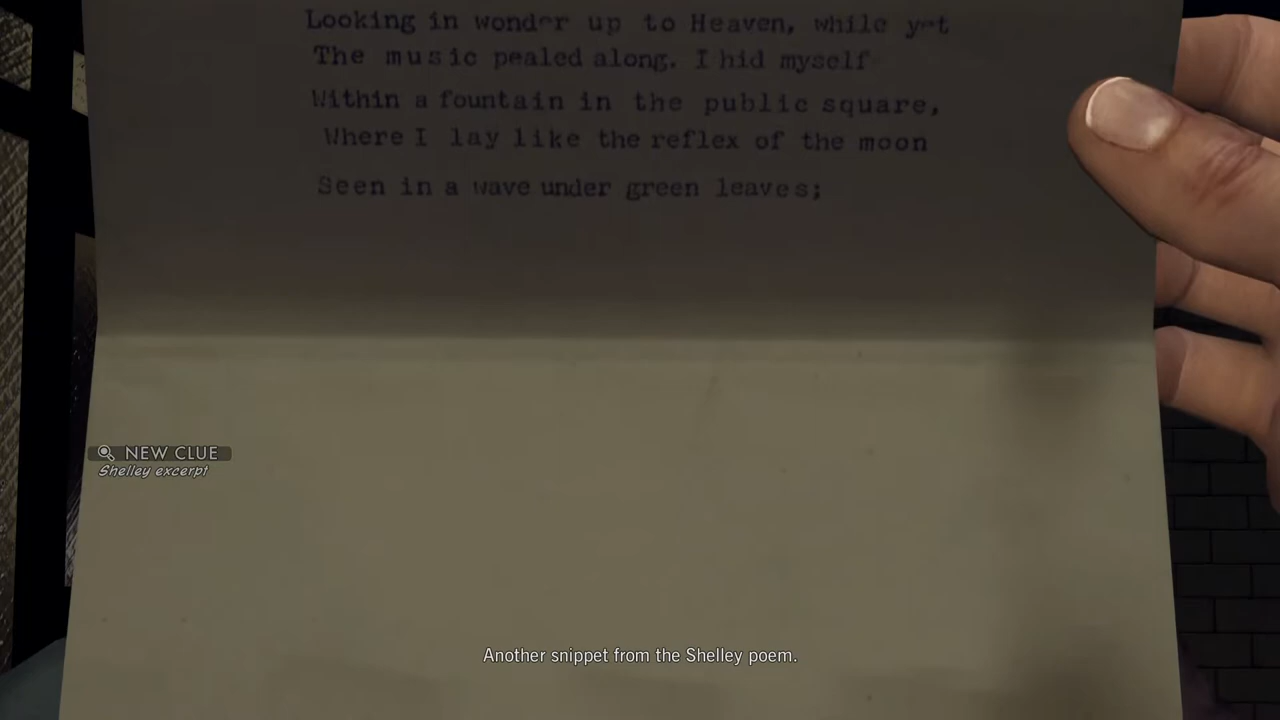 Looking in wonder up to Heaven, while yet
The music pealed along. I hid myself
Within a fountain in the public square,
Where I lay like the reflex of the moon
Seen in a wave under green leaves;
NEW CLUE
Shelley excerpt
Another snippet from the Shelley poem.